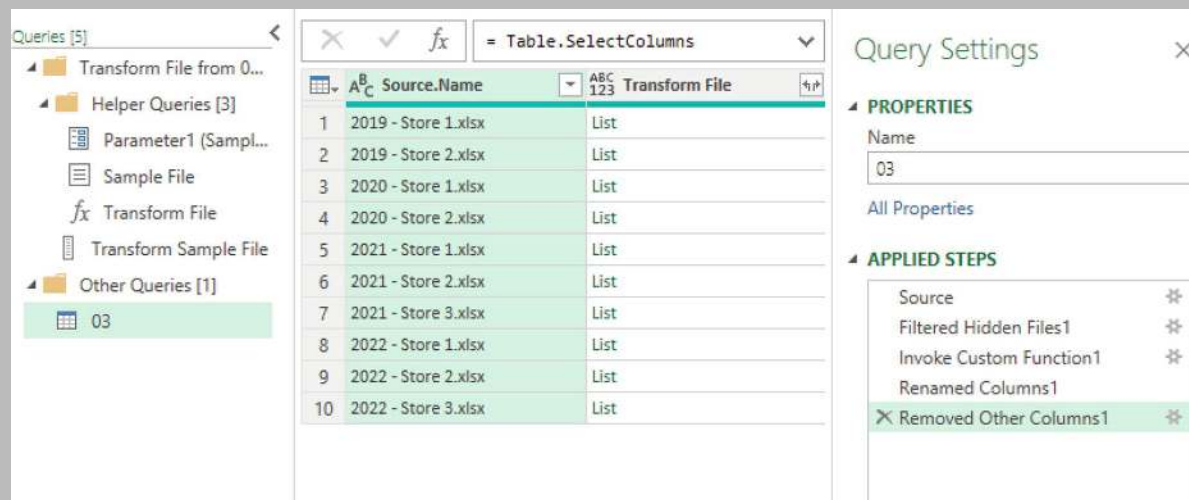 Queries [5]
Transform File from 0...
Helper Queries [3]
Parameter1 (Sampl...
Sample File
fx Transform File
Transform Sample File
Other Queries [1]
03
fx = Table.SelectColumns
ABC Source.Name ABC 123 Transform File
1 2019 - Store 1.xlsx List
2 2019 - Store 2.xlsx List
3 2020 - Store 1.xlsx List
4 2020 - Store 2.xlsx List
5 2021 - Store 1.xlsx List
6 2021 - Store 2.xlsx List
7 2021 - Store 3.xlsx List
8 2022 - Store 1.xlsx List
9 2022 - Store 2.xlsx List
10 2022 - Store 3.xlsx List
Query Settings
PROPERTIES
Name
03
All Properties
APPLIED STEPS
Source
Filtered Hidden Files1
Invoke Custom Function1
Renamed Columns1
Removed Other Columns1